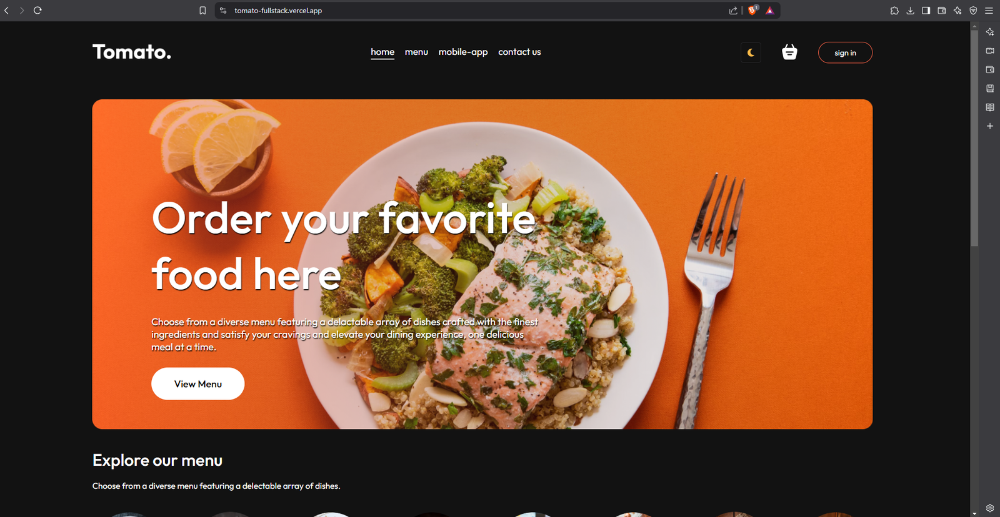 tomato-fullstack.vercel.app
1
Tomato.
home menu mobile-app contact us
sign in
Order your favorite
food here
Choose from a diverse menu featuring a delactable array of dishes crafted with the finest
ingredients and satisfy your cravings and elevate your dining experience, one delicious
meal at a time.
View Menu
Explore our menu
Choose from a diverse menu featuring a delectable array of dishes.